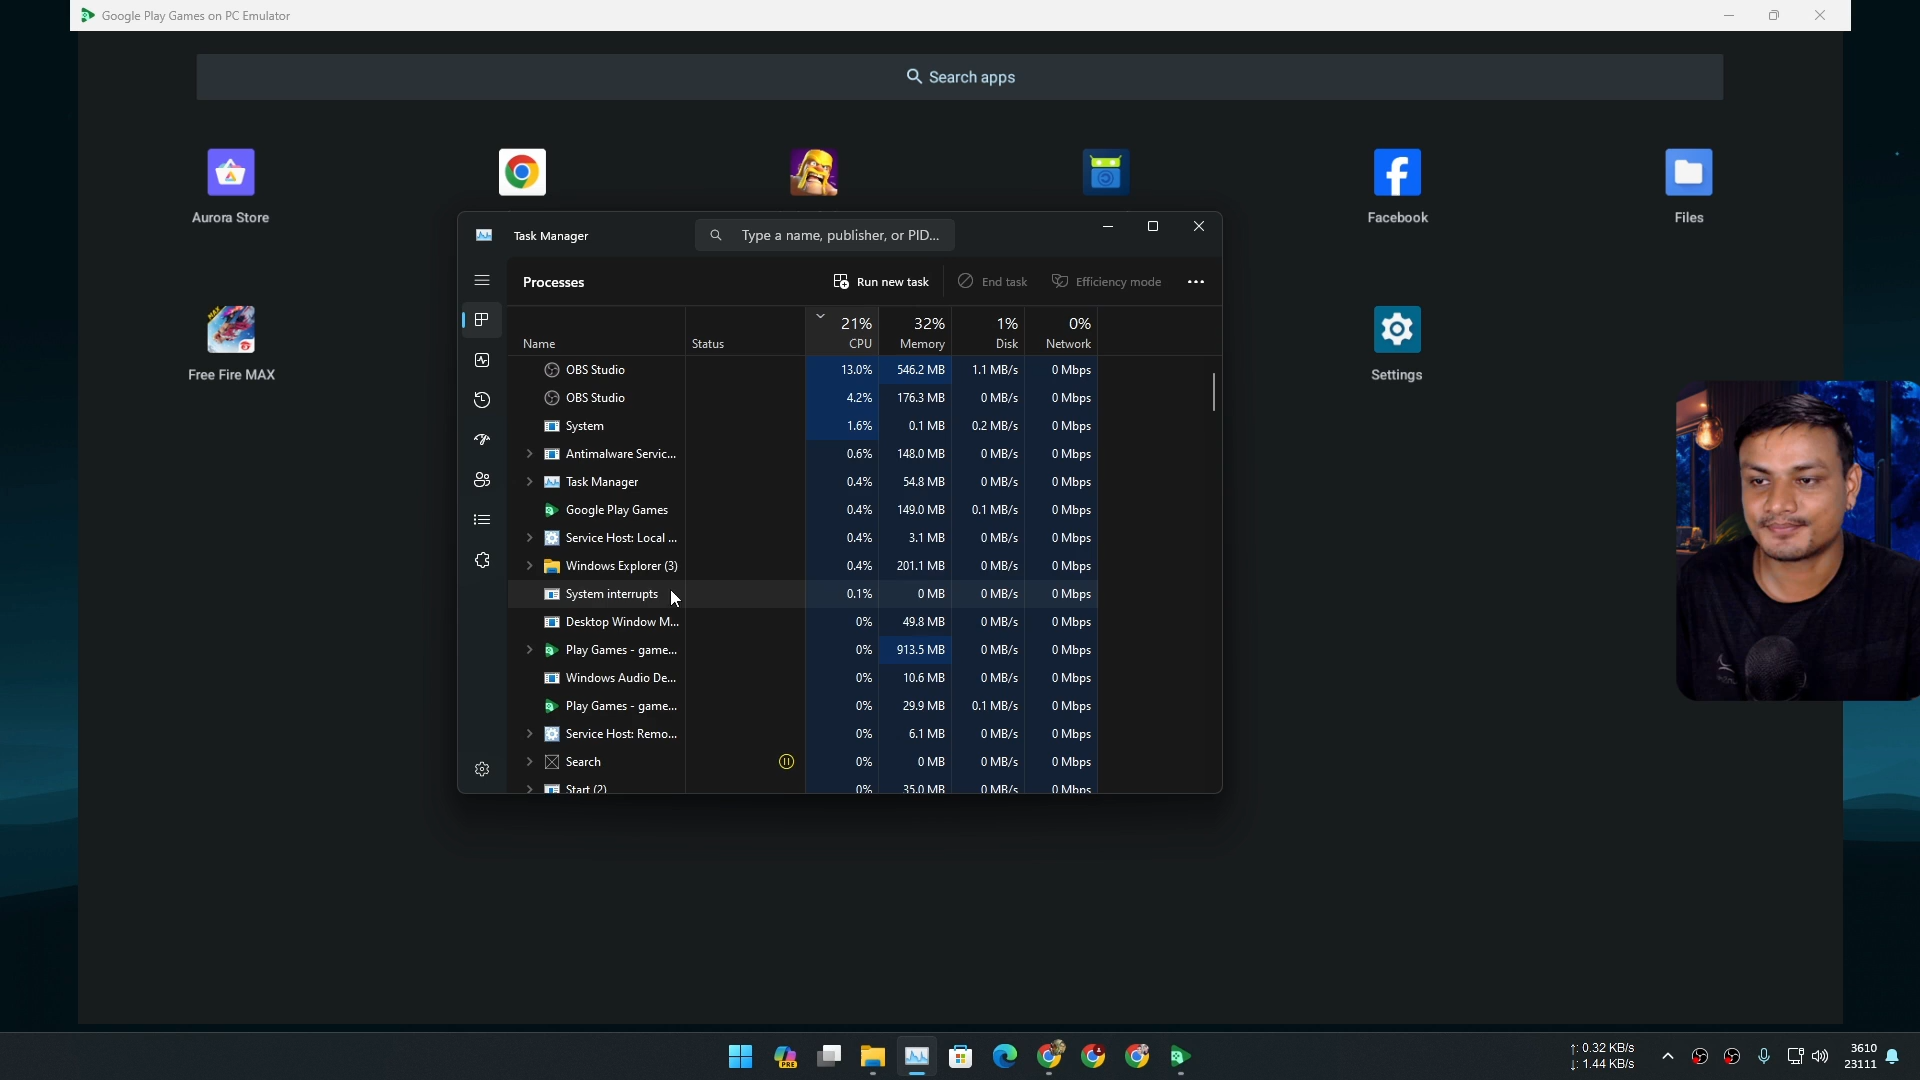 Google Play Games on PC Emulator
Search apps
Aurora Store
Facebook
Files
Free Fire MAX
Settings
Task Manager
Type a name, publisher, or PID...
Processes
Run new task
End task
Efficiency mode
21% 32% 1% 0%
Name Status CPU Memory Disk Network
OBS Studio 13.0% 546.2 MB 1.1 MB/s 0 Mbps
OBS Studio 4.2% 176.3 MB 0 MB/s 0 Mbps
System 1.6% 0.1 MB 0.2 MB/s 0 Mbps
Antimalware Servic... 0.6% 148.0 MB 0 MB/s 0 Mbps
Task Manager 0.4% 54.8 MB 0 MB/s 0 Mbps
Google Play Games 0.4% 149.0 MB 0.1 MB/s 0 Mbps
Service Host: Local ... 0.4% 3.1 MB 0 MB/s 0 Mbps
Windows Explorer (3) 0.4% 201.1 MB 0 MB/s 0 Mbps
System interrupts 0.1% 0 MB 0 MB/s 0 Mbps
Desktop Window M... 0% 49.8 MB 0 MB/s 0 Mbps
Play Games - game... 0% 913.5 MB 0 MB/s 0 Mbps
Windows Audio De... 0% 10.6 MB 0 MB/s 0 Mbps
Play Games - game... 0% 29.9 MB 0.1 MB/s 0 Mbps
Service Host: Remo... 0% 6.1 MB 0 MB/s 0 Mbps
Search 0% 0 MB 0 MB/s 0 Mbps
Start (2) 0% 35.0 MB 0 MB/s 0 Mbps
PRE
↑: 0.32 KB/s
↓: 1.44 KB/s
3610
23111